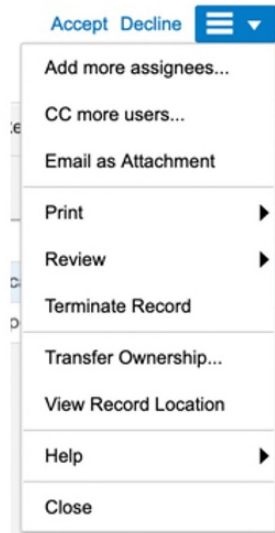 Accept Decline
Add more assignees...
CC more users...
Email as Attachment
Print
Review
Terminate Record
Transfer Ownership...
View Record Location
Help
Close